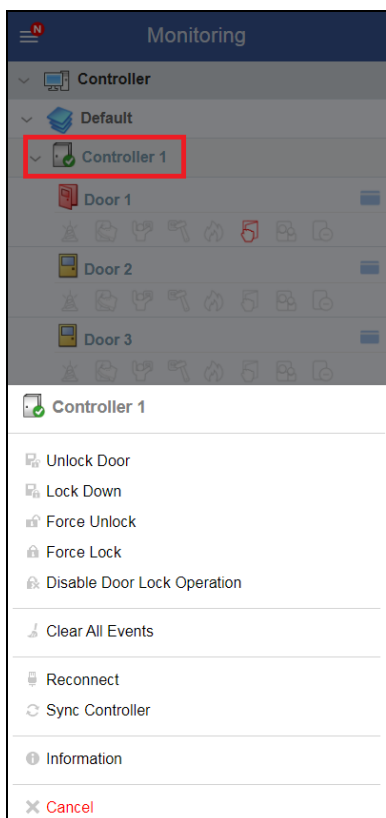 N
Monitoring
Controller
Default
Controller 1
Door 1
Door 2
Door 3
Controller 1
Unlock Door
Lock Down
Force Unlock
Force Lock
Disable Door Lock Operation
Clear All Events
Reconnect
Sync Controller
Information
Cancel